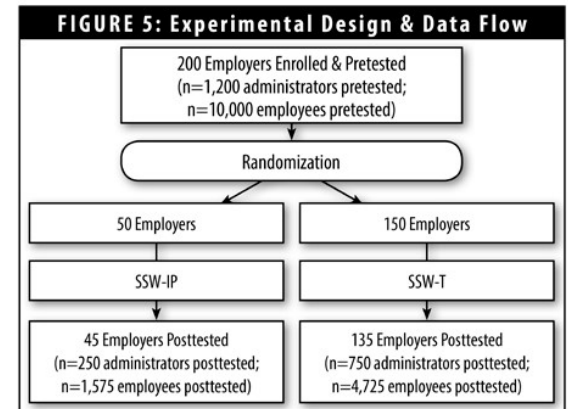 FIGURE 5: Experimental Design & Data Flow
200 Employers Enrolled & Pretested
(n=1,200 administrators pretested;
n=10,000 employees pretested)
Randomization
50 Employers
150 Employers
SSW-IP
SSW-T
45 Employers Posttested
(n=250 administrators posttested;
n=1,575 employees posttested)
135 Employers Posttested
(n=750 administrators posttested;
n=4,725 employees posttested)